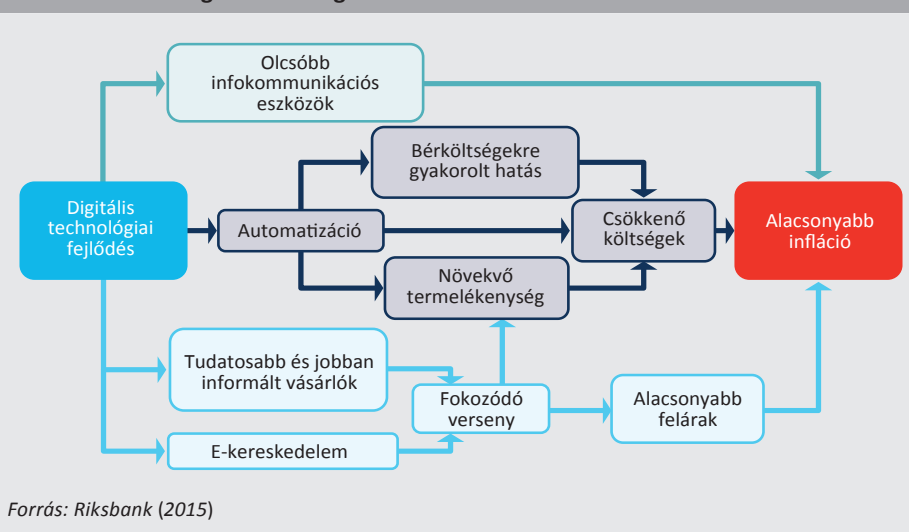 Olcsóbb
infokommunikációs
eszközök
Bérköltségekre
gyakorolt hatás
Digitális
technológiai
fejlődés
Automatizáció
Csökkenő
költségek
Alacsonyabb
infláció
Növekvő
termelékenység
Tudatosabb és jobban
informált vásárlók
Fokozódó
verseny
Alacsonyabb
felárak
E-kereskedelem
Forrás: Riksbank (2015)